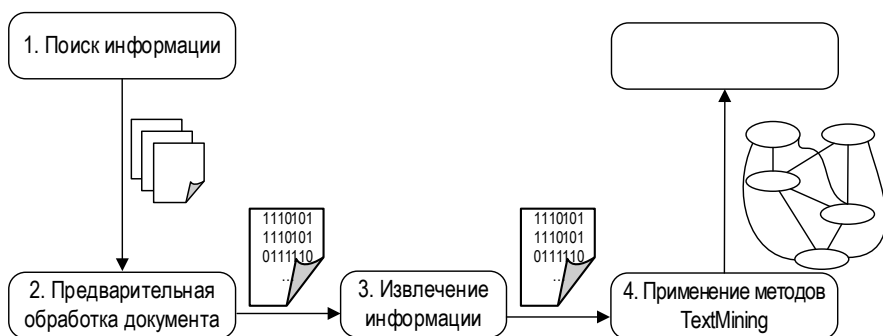 1. Поиск информации
1110101
1110101
0111110
...
1110101
1110101
0111110
...
2. Предварительная
обработка документа
3. Извлечение
информации
4. Применение методов
TextMining